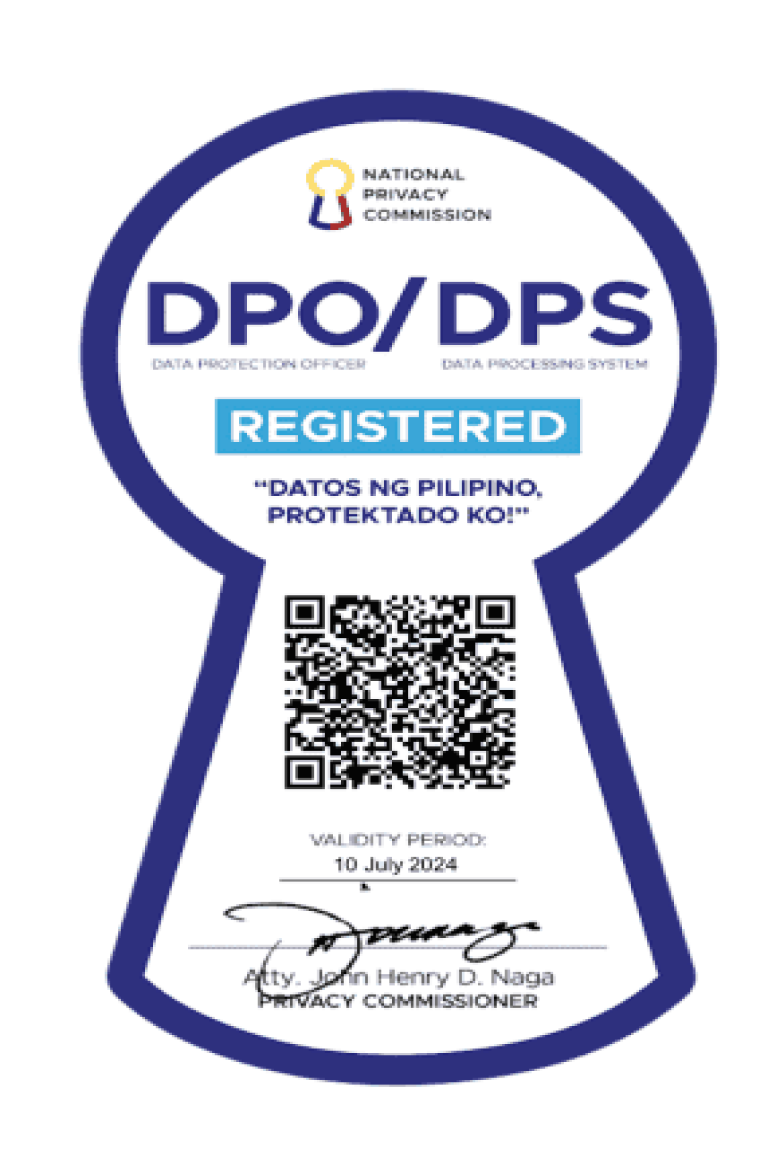 NATIONAL
PRIVACY
COMMISSION
DPO/DPS
DATA PROTECTION OFFICER DATA PROCESSING SYSTEM
REGISTERED
“DATOS NG PILIPINO,
PROTEKTADO KO!”
VALIDITY PERIOD:
10 July 2024
Atty. John Henry D. Naga
PRIVACY COMMISSIONER